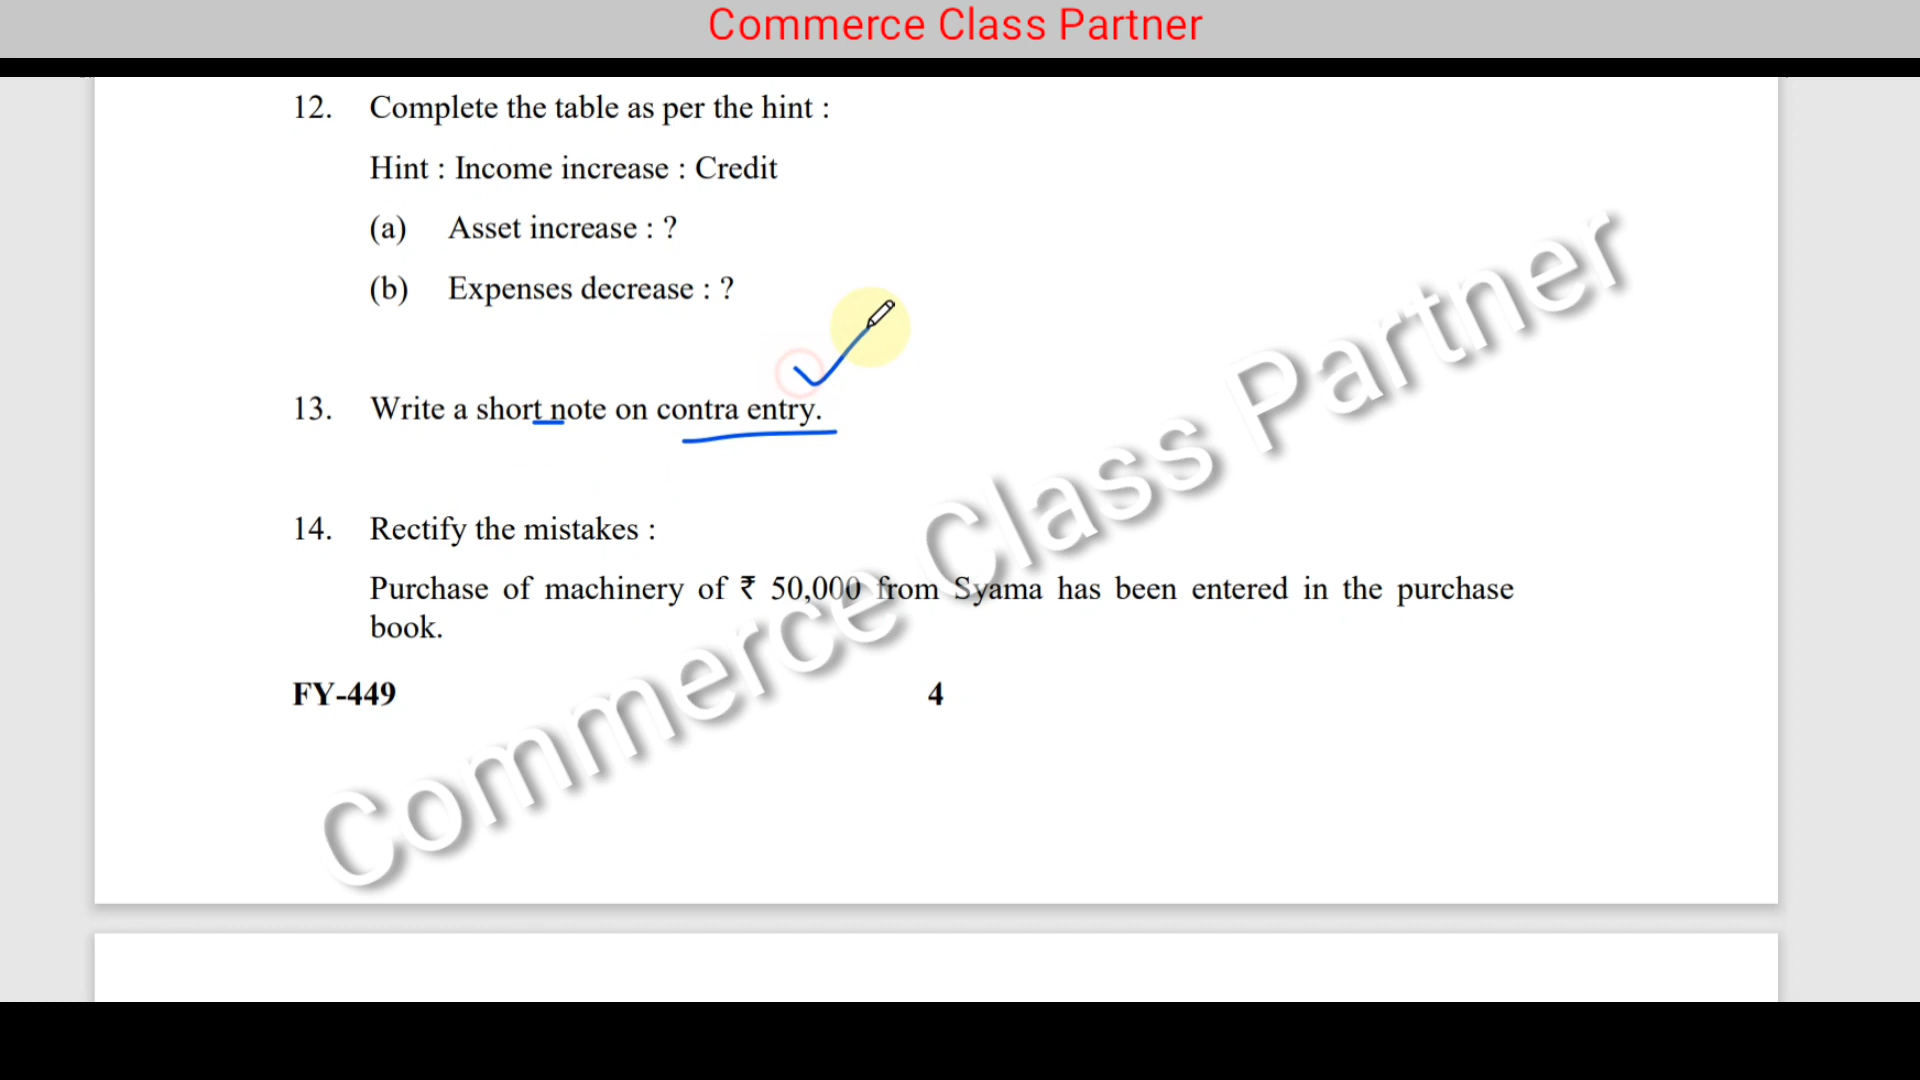 Commerce Class Partner
12. Complete the table as per the hint :
Hint : Income increase : Credit
(a) Asset increase : ?
(b) Expenses decrease : ?
13. Write a short note on contra entry.
14. Rectify the mistakes :
Purchase of machinery of ₹ 50,000 from Syama has been entered in the purchase
book.
FY-449 4
Commerce Class Partner